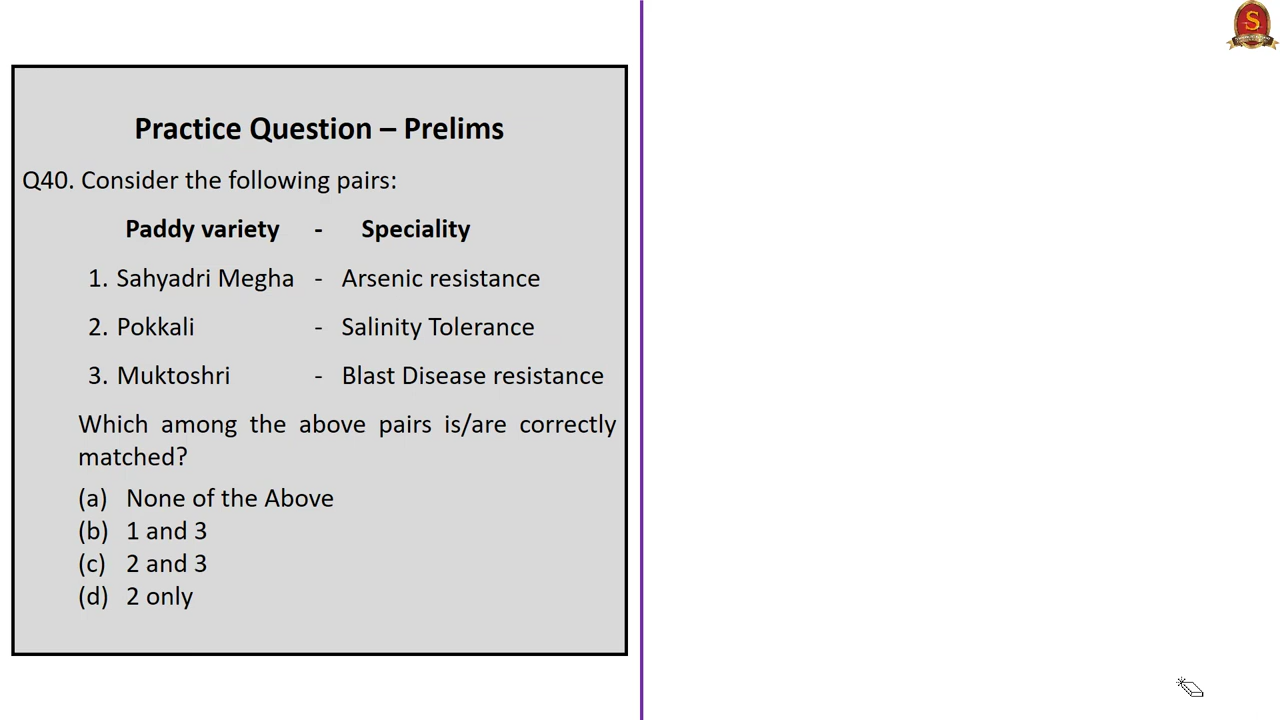 Practice Question – Prelims
Q40. Consider the following pairs:
Paddy variety - Speciality
1. Sahyadri Megha - Arsenic resistance
2. Pokkali - Salinity Tolerance
3. Muktoshri - Blast Disease resistance
Which among the above pairs is/are correctly
matched?
(a) None of the Above
(b) 1 and 3
(c) 2 and 3
(d) 2 only
S